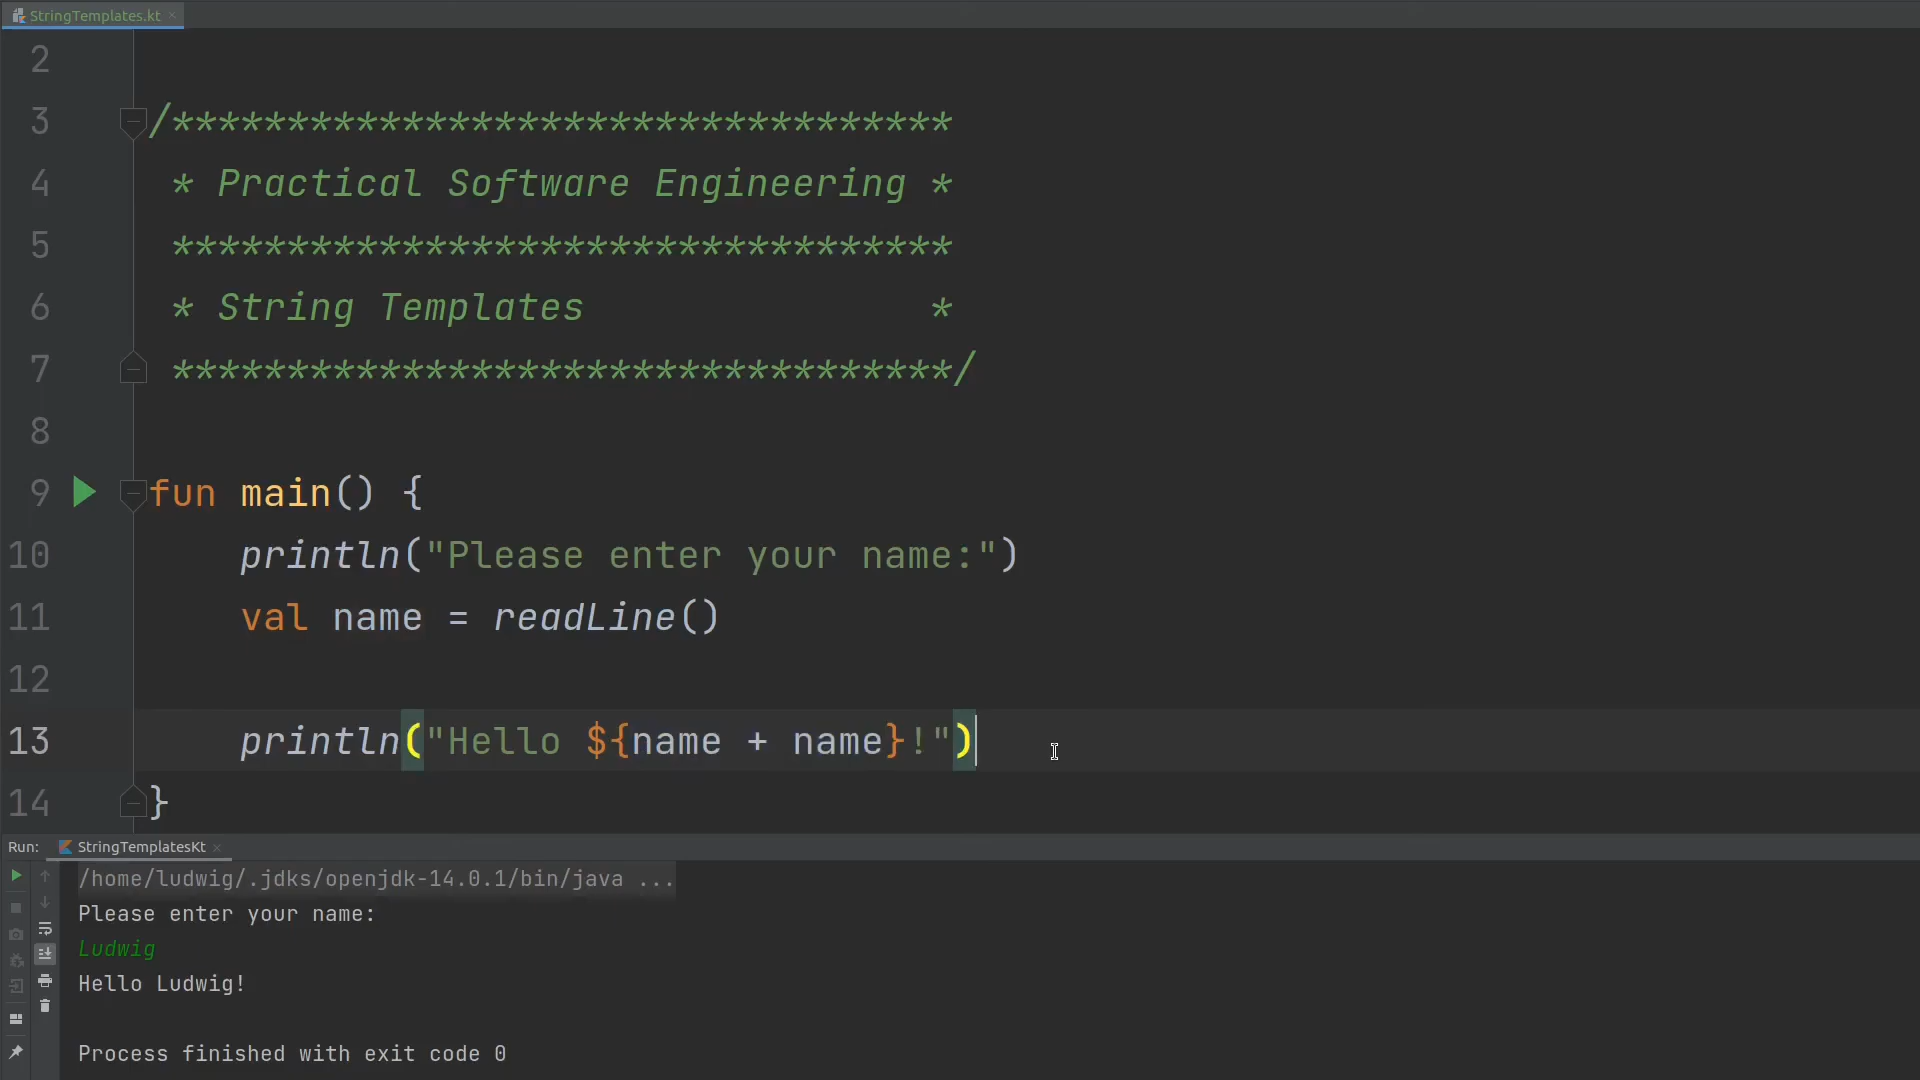 StringTemplates.kt
2
3 /**********************************
4 * Practical Software Engineering *
5 **********************************
6 * String Templates               *
7 **********************************/
8
9 fun main() {
10     println("Please enter your name:")
11     val name = readLine()
12
13     println("Hello ${name + name}!")
14 }
Run: StringTemplatesKt
/home/ludwig/.jdks/openjdk-14.0.1/bin/java ...
Please enter your name:
Ludwig
Hello Ludwig!
Process finished with exit code 0